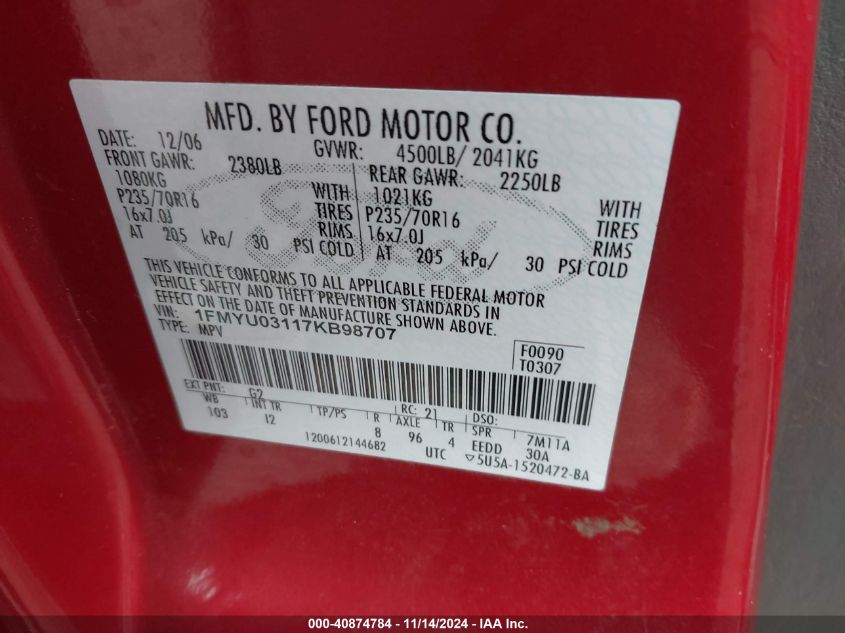 MFD. BY FORD MOTOR CO.
DATE: 12/06 GVWR: 4500LB/ 2041KG
FRONT GAWR: 2380LB REAR GAWR: 2250LB
1080KG WITH 1021KG WITH
P235/70R16 TIRES P235/70R16 TIRES
16x7.0J RIMS 16x7.0J RIMS
AT 205 kPa/ 30 PSI COLD AT 205 kPa/ 30 PSI COLD
Ford
THIS VEHICLE CONFORMS TO ALL APPLICABLE FEDERAL MOTOR
VEHICLE SAFETY AND THEFT PREVENTION STANDARDS IN
EFFECT ON THE DATE OF MANUFACTURE SHOWN ABOVE.
VIN: 1FMYU03117KB98707
TYPE: MPV
F0090
T0307
EXT PNT: G2 RC: 21 DSO:
WB INT TR TP/PS R AXLE TR SPR 7M11A
103 I2 8 96 4 EEDD 30A
1200612144682 UTC ▽5U5A-1520472-BA
000-40874784 - 11/14/2024 - IAA Inc.